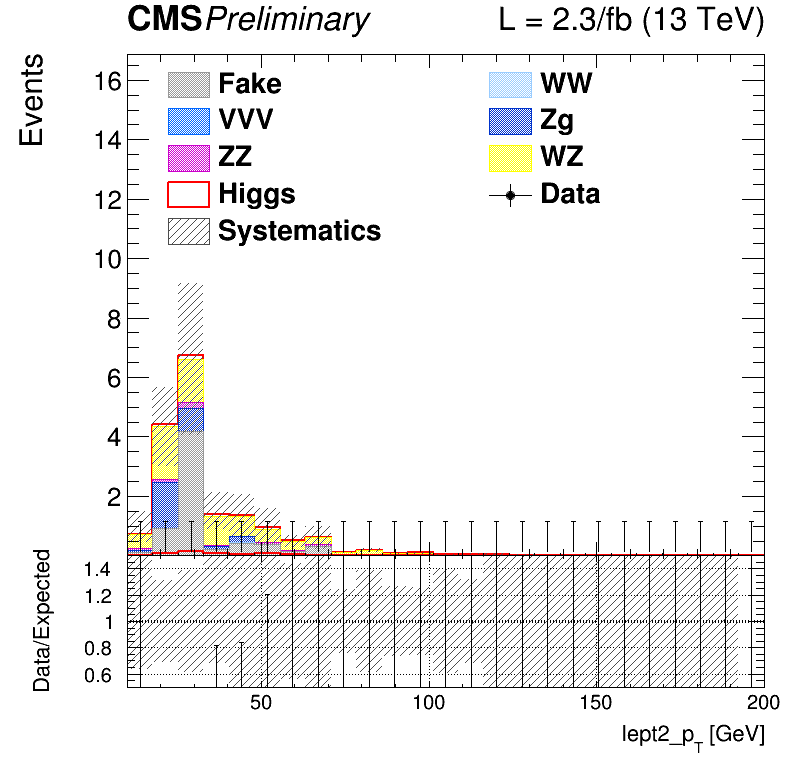 CMS Preliminary L = 2.3/fb (13 TeV)
Events
16
14
12
10
8
6
4
2
Fake WW
VVV Zg
ZZ WZ
Higgs Data
Systematics
Data/Expected
1.4
1.2
1
0.8
0.6
50 100 150 200
lept2_p_T [GeV]